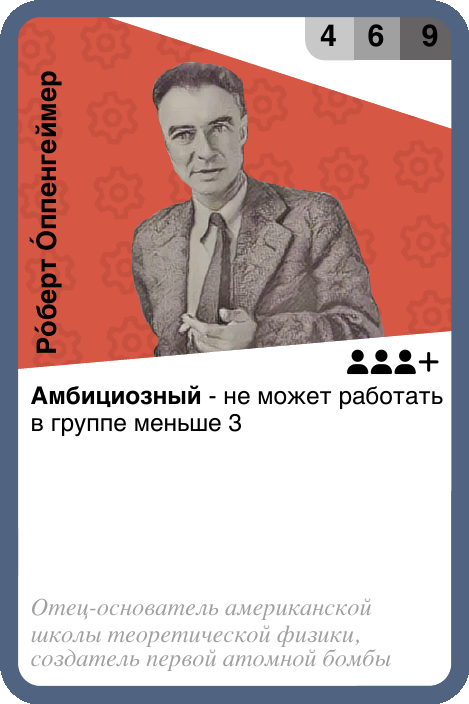 4 6 9
Ро́берт О́ппенгеймер
+
Амбициозный - не может работать
в группе меньше 3
Отец-основатель американской
школы теоретической физики,
создатель первой атомной бомбы